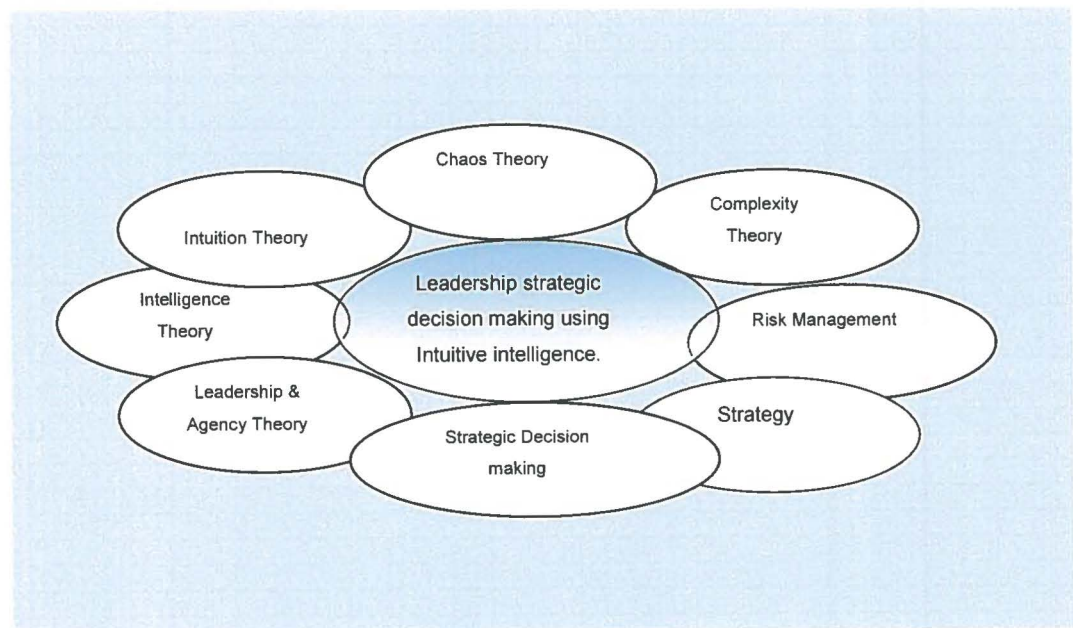 Chaos Theory
Complexity
Theory
Intuition Theory
Leadership strategic
decision making using
Intuitive intelligence.
Intelligence
Theory
Risk Management
Leadership &
Agency Theory
Strategy
Strategic Decision
making